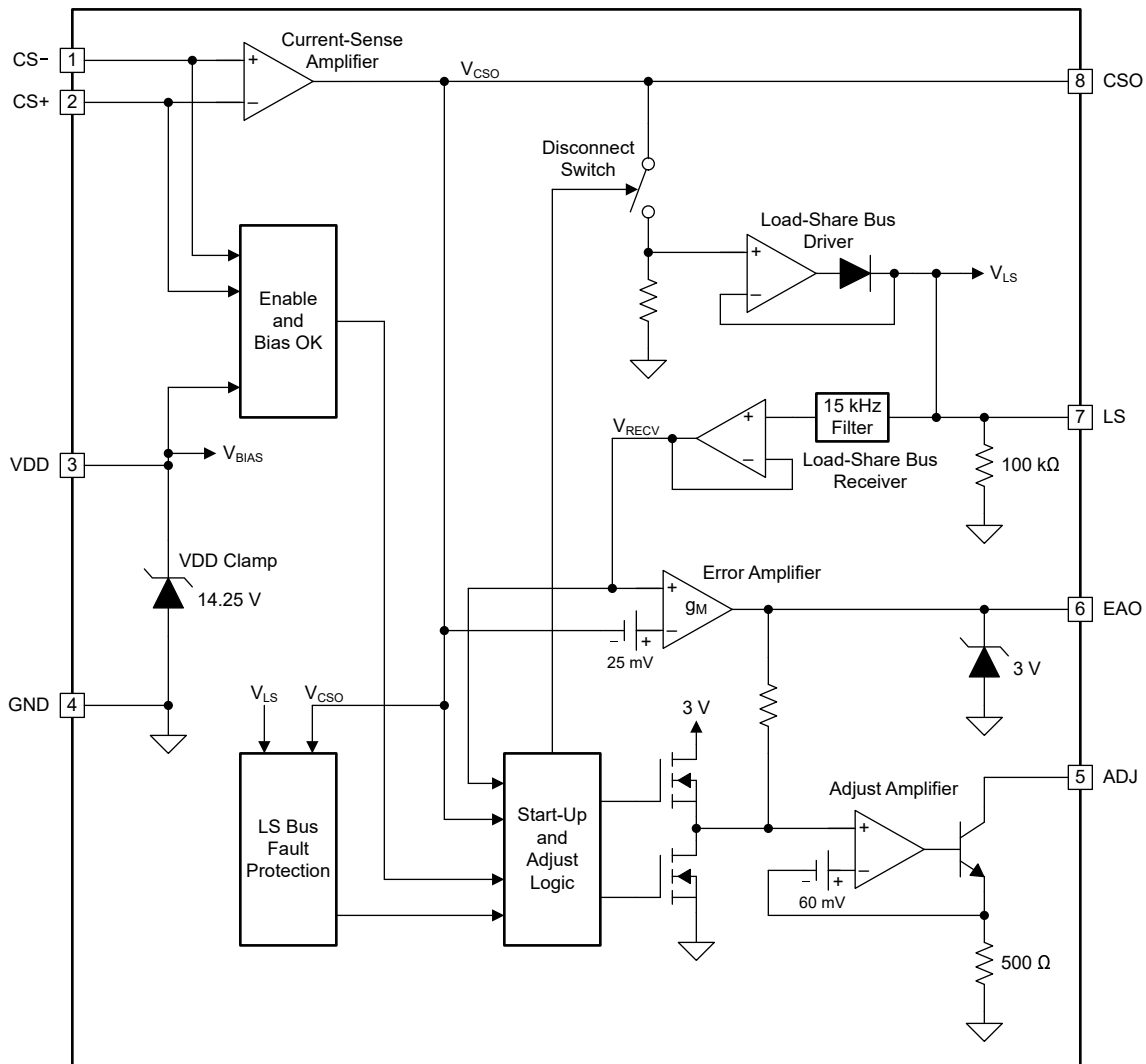 CS−
1
+
Current-Sense
Amplifier
VCSO
8
CSO
CS+
2
−
Disconnect
Switch
Load-Share Bus
Driver
+
−
VLS
Enable
and
Bias OK
15 kHz
Filter
7
LS
VRECV
+
−
Load-Share Bus
Receiver
100 kΩ
VDD
3
VBIAS
VDD Clamp
14.25 V
Error Amplifier
+
gM
−
− +
25 mV
6
EAO
3 V
GND
4
VLS
VCSO
3 V
5
ADJ
LS Bus
Fault
Protection
Start-Up
and
Adjust
Logic
Adjust Amplifier
+
−
− +
60 mV
500 Ω